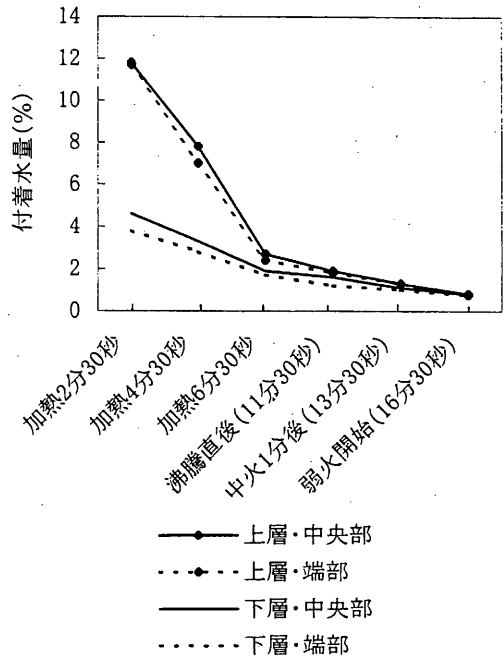 付着水量(%)
14
12
10
8
6
4
2
0
加熱2分30秒
加熱4分30秒
加熱6分30秒
沸騰直後(11分30秒)
中火1分後(13分30秒)
弱火開始(16分30秒)
上層・中央部
上層・端部
下層・中央部
下層・端部